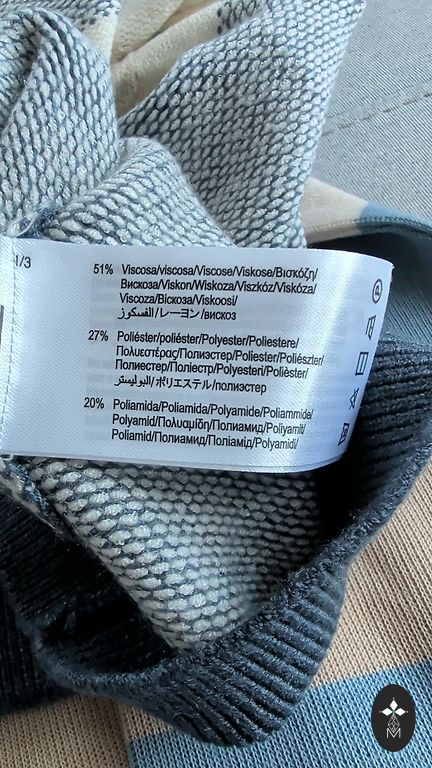 1/3
51% Viscosa/viscosa/Viscose/Viskose/Βισκόζη/
Вискоза/Viskon/Wiskoza/Viszkóz/Viskóza/
Viscoza/Віскоза/Viskoosi/
الفسكوز/レーヨン/вискоз
27% Poliéster/poliéster/Polyester/Poliestere/
Πολυεστέρας/Полиэстер/Poliester/Poliészter/
Полиестер/Поліестр/Polyesteri/Polièster/
البوليستر/ポリエステル/полиэстер
20% Poliamida/Poliamida/Polyamide/Poliammide/
Polyamid/Πολυαμίδη/Полиамид/Poliyamit/
Poliamid/Полиамид/Поліамід/Polyamidi/
M